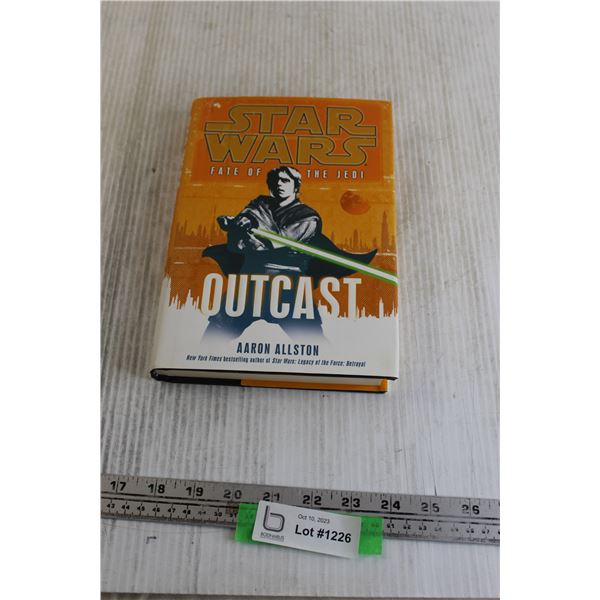 STAR
WARS
FATE OF THE JEDI
OUTCAST
AARON ALLSTON
New York Times bestselling author of Star Wars: Legacy of the Force: Betrayal
17 18 19 20 21 22 23 24 25 26
Oct 10, 2023
Lot #1226